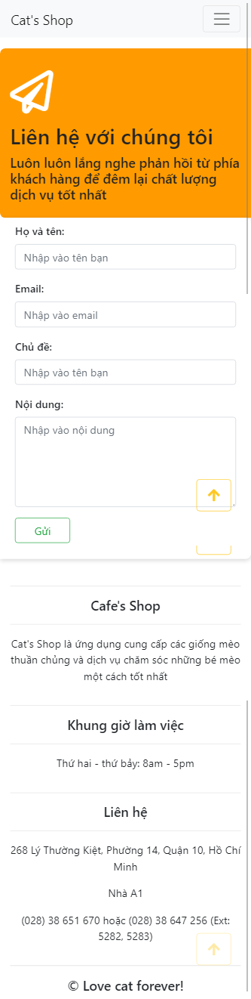 Cat's Shop
Liên hệ với chúng tôi
Luôn luôn lắng nghe phản hồi từ phía
khách hàng để đêm lại chất lượng
dịch vụ tốt nhất
Họ và tên:
Nhập vào tên bạn
Email:
Nhập vào email
Chủ đề:
Nhập vào tên bạn
Nội dung:
Nhập vào nội dung
Gửi
Cafe's Shop
Cat's Shop là ứng dụng cung cấp các giống mèo
thuần chủng và dịch vụ chăm sóc những bé mèo
một cách tốt nhất
Khung giờ làm việc
Thứ hai - thứ bảy: 8am - 5pm
Liên hệ
268 Lý Thường Kiệt, Phường 14, Quận 10, Hồ Chí
Minh
Nhà A1
(028) 38 651 670 hoặc (028) 38 647 256 (Ext:
5282, 5283)
© Love cat forever!